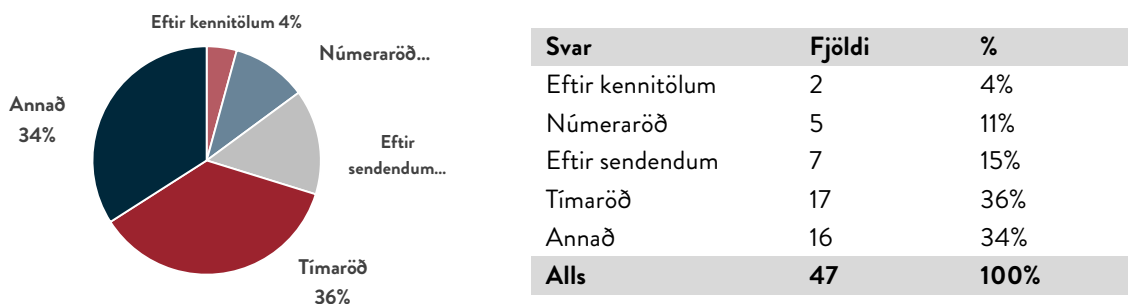 Eftir kennitölum 4%
Númeraröð...
Eftir
sendendum...
Tímaröð
36%
Annað
34%
Svar Fjöldi %
Eftir kennitölum 2 4%
Númeraröð 5 11%
Eftir sendendum 7 15%
Tímaröð 17 36%
Annað 16 34%
Alls 47 100%